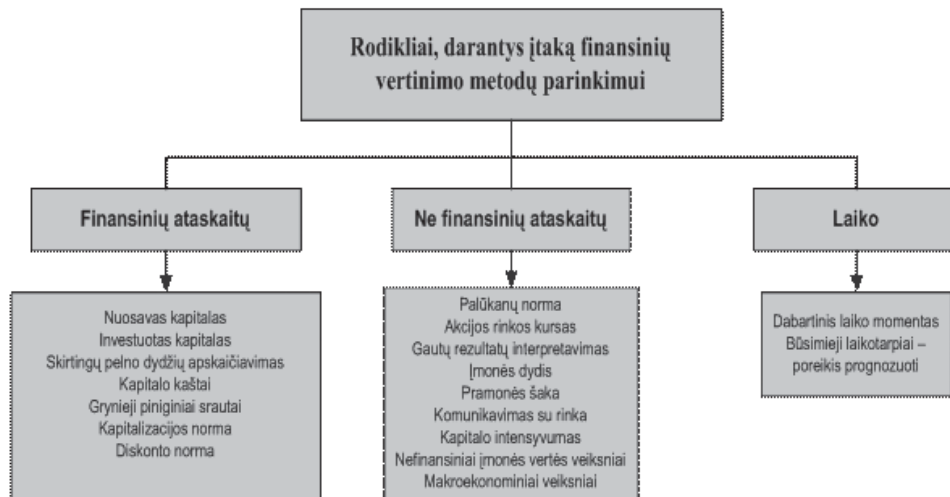 Rodikliai, darantys įtaką finansinių
vertinimo metodų parinkimui
Finansinių ataskaitų
Nuosavas kapitalas
Investuotas kapitalas
Skirtingų pelno dydžių apskaičiavimas
Kapitalo kaštai
Grynieji piniginiai srautai
Kapitalizacijos norma
Diskonto norma
Ne finansinių ataskaitų
Palūkanų norma
Akcijos rinkos kursas
Gautų rezultatų interpretavimas
Įmonės dydis
Pramonės šaka
Komunikavimas su rinka
Kapitalo intensyvumas
Nefinansiniai įmonės vertės veiksniai
Makroekonominiai veiksniai
Laiko
Dabartinis laiko momentas
Būsimieji laikotarpiai –
poreikis prognozuoti